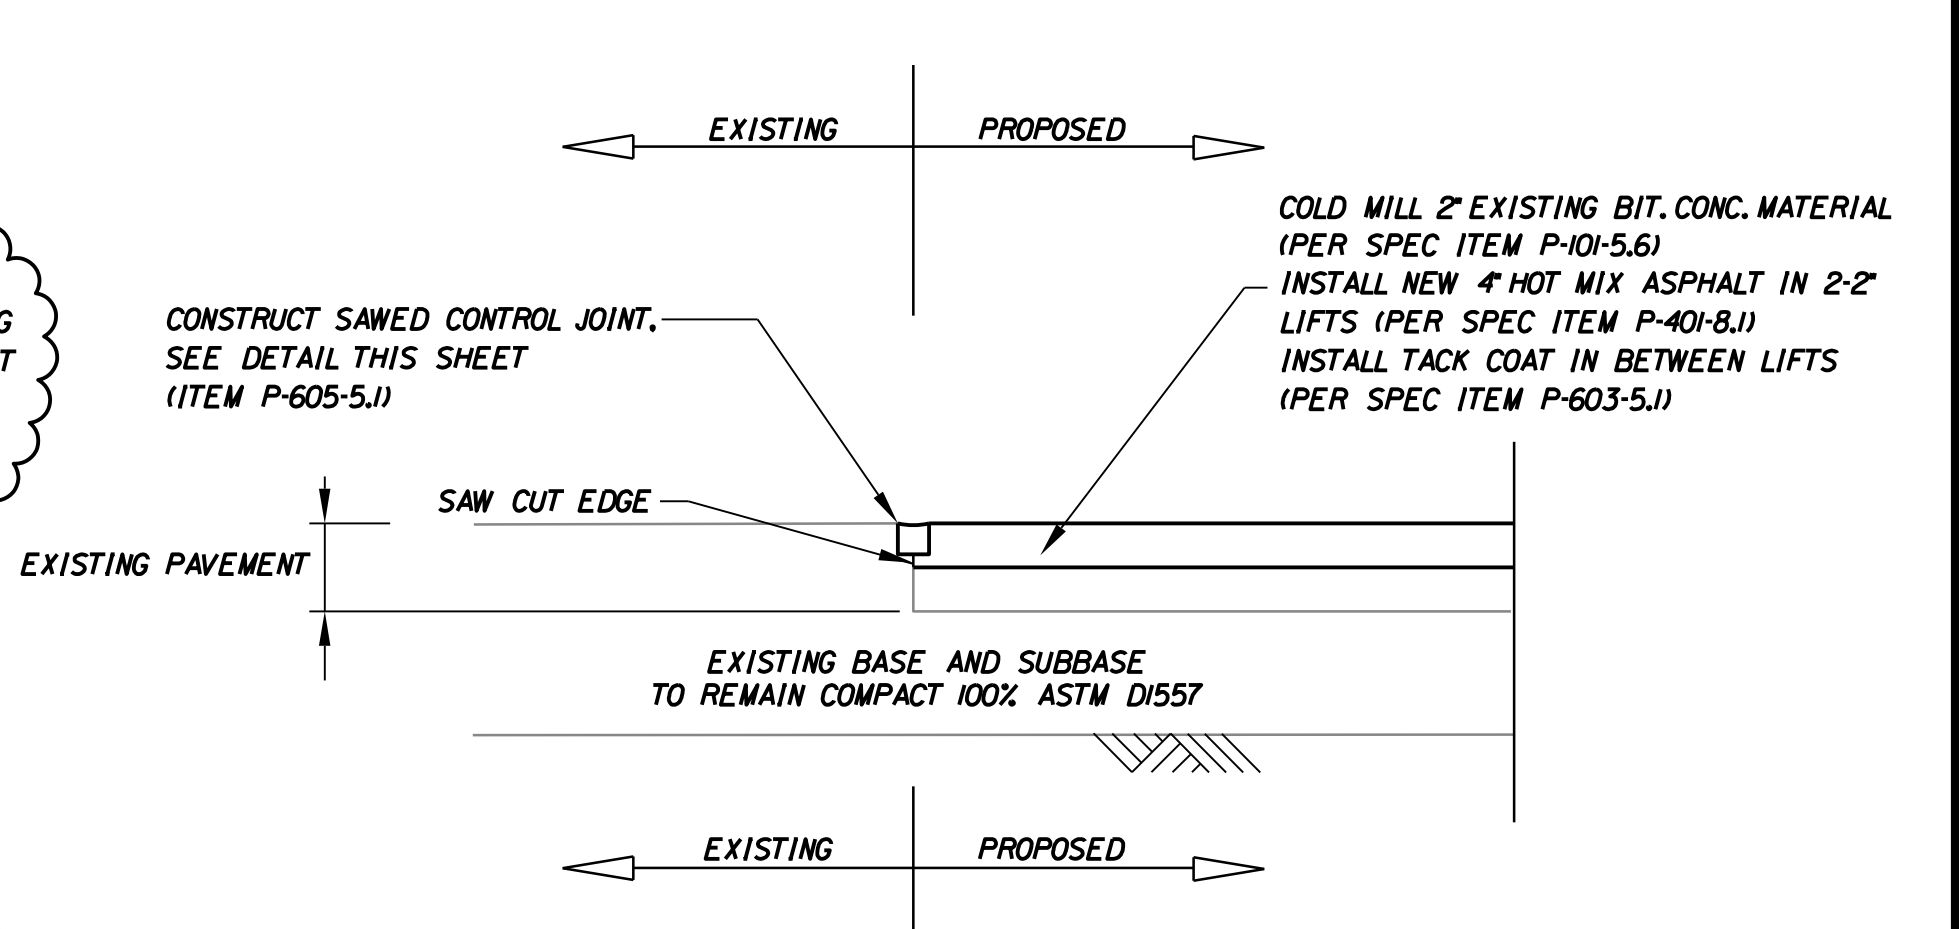 EXISTING
PROPOSED
COLD MILL 2" EXISTING BIT. CONC. MATERIAL
(PER SPEC ITEM P-101-5.6)
INSTALL NEW 4" HOT MIX ASPHALT IN 2-2"
LIFTS (PER SPEC ITEM P-401-8.1)
INSTALL TACK COAT IN BETWEEN LIFTS
(PER SPEC ITEM P-603-5.1)
CONSTRUCT SAWED CONTROL JOINT.
SEE DETAIL THIS SHEET
(ITEM P-605-5.1)
SAW CUT EDGE
EXISTING PAVEMENT
EXISTING BASE AND SUBBASE
TO REMAIN COMPACT 100% ASTM D1557
EXISTING
PROPOSED